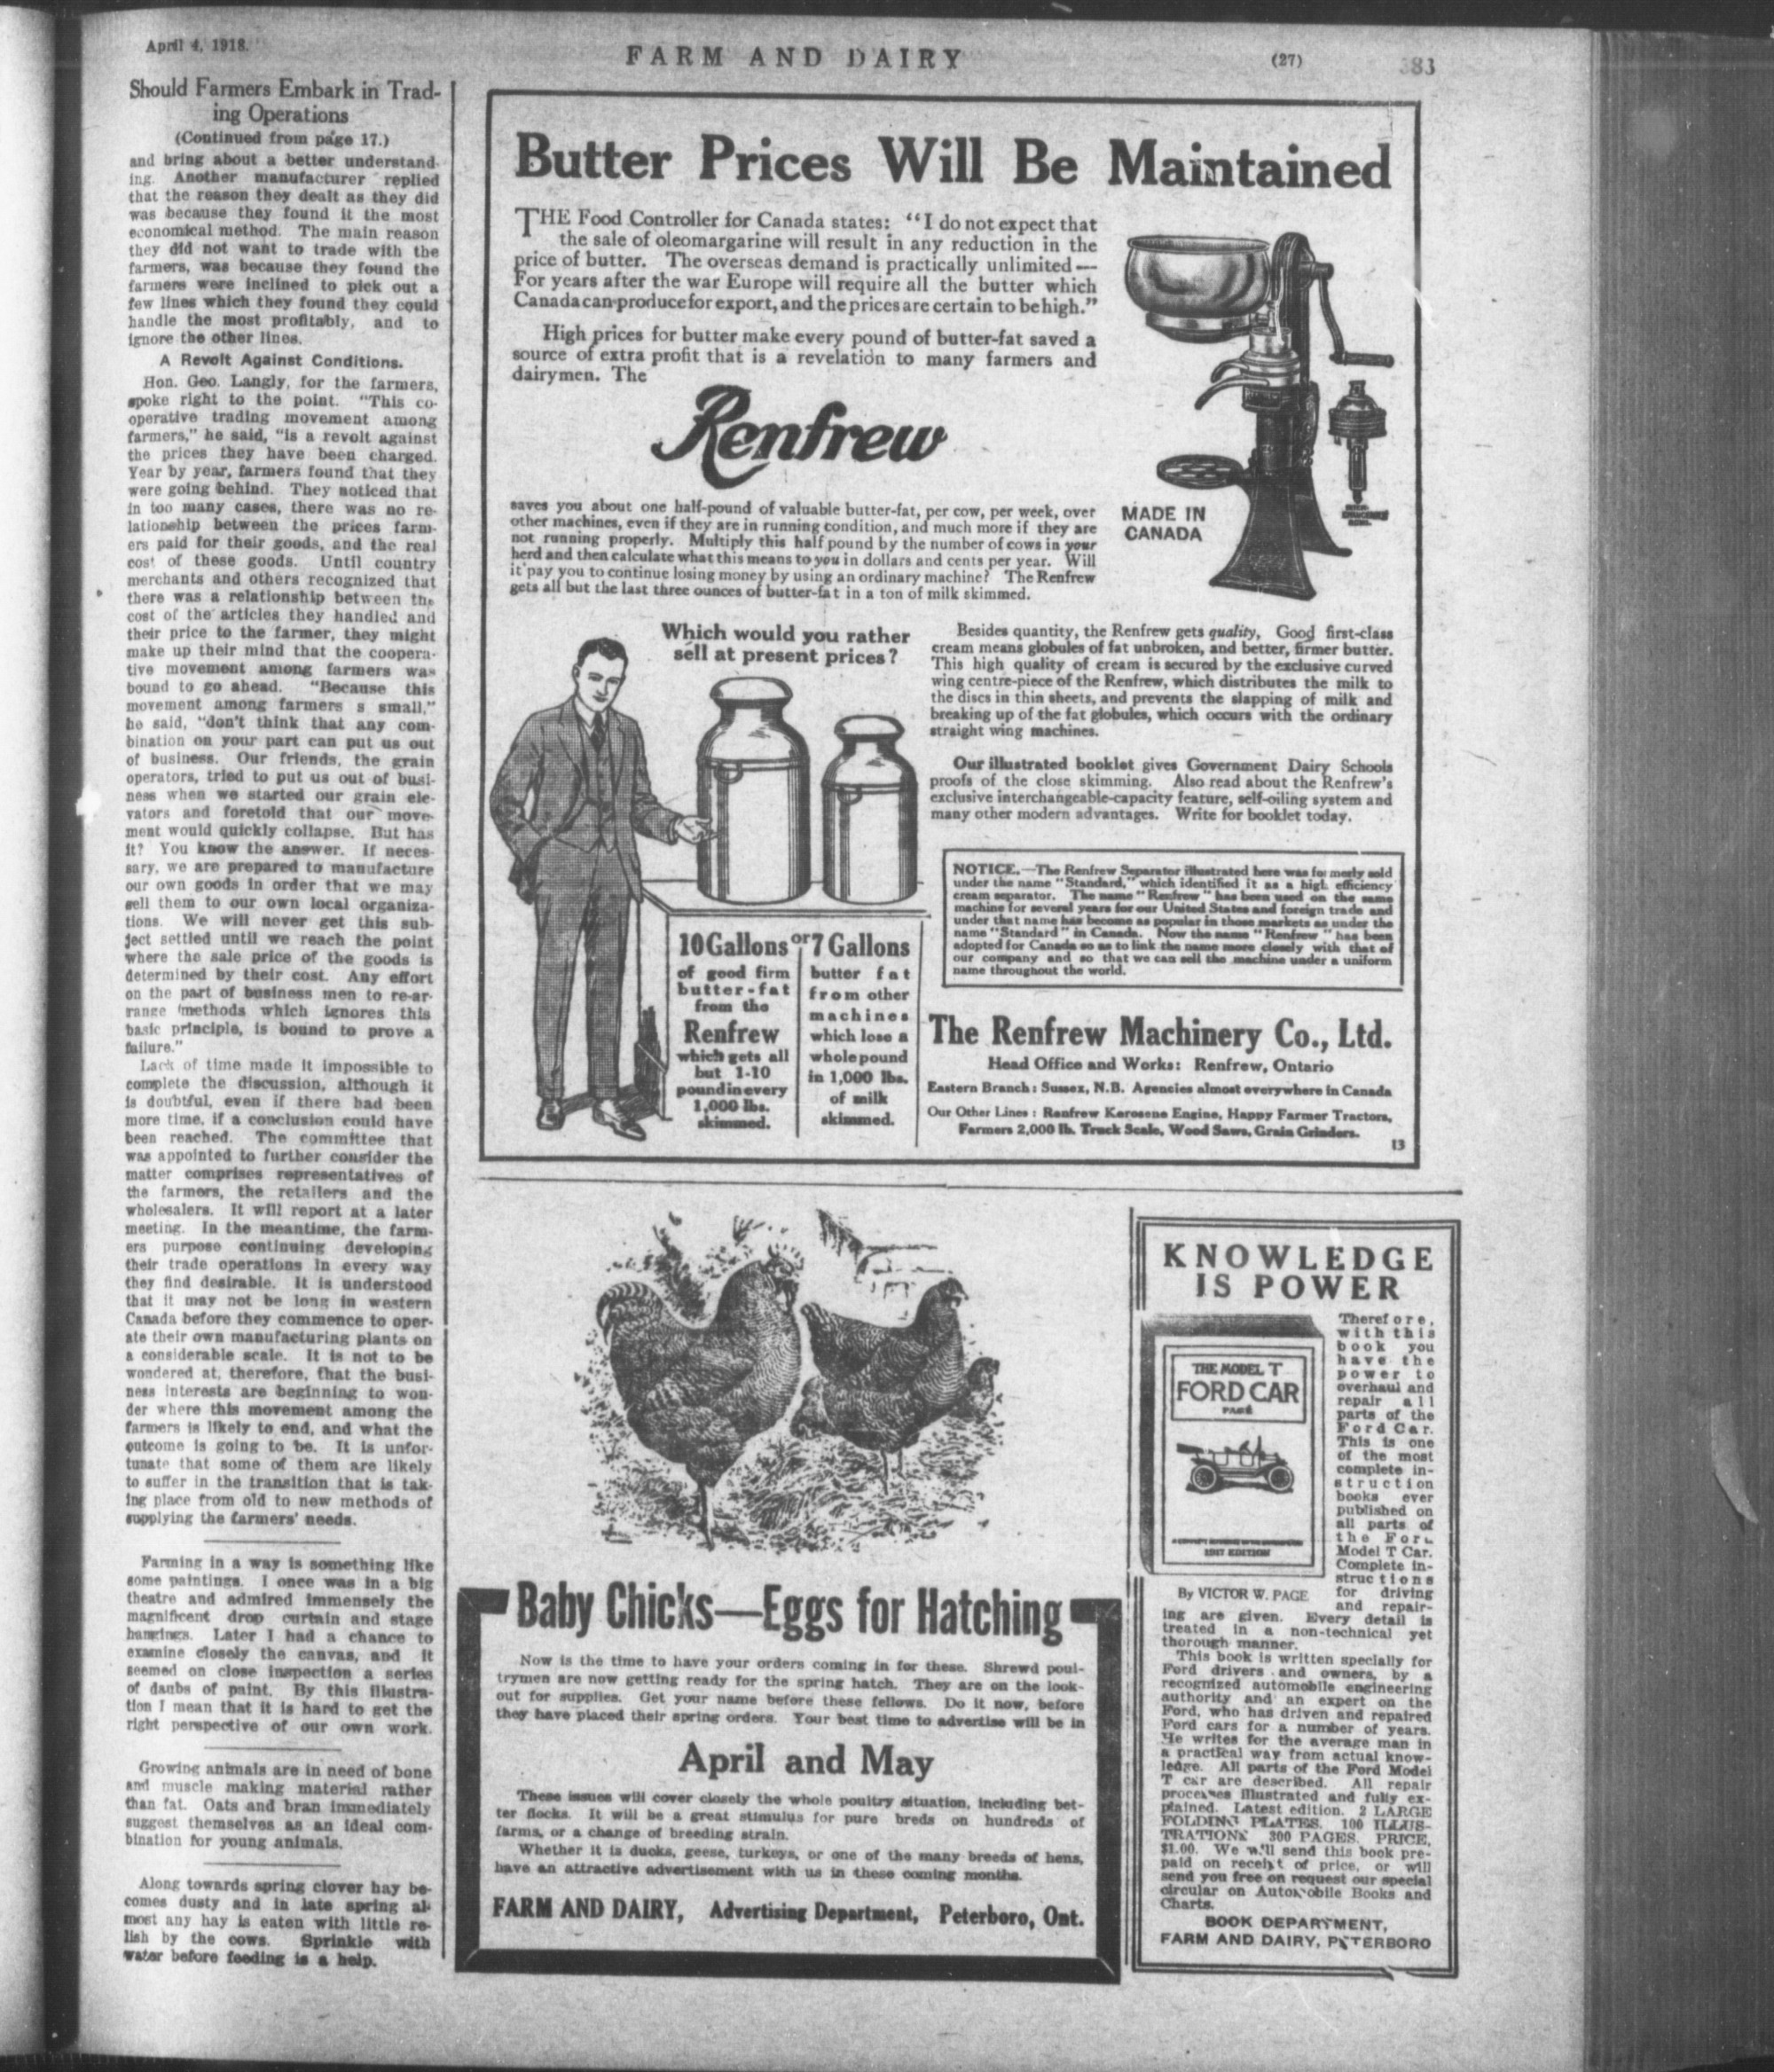 April 4, 1918.
FARM AND DAIRY
(27)
383
Should Farmers Embark in Trad-
ing Operations
(Continued from page 17.)
and bring about a better understand-
ing. Another manufacturer replied
that the reason they dealt as they did
was because they found it the most
economical method. The main reason
they did not want to trade with the
farmers, was because they found the
farmers were inclined to pick out a
few lines which they found they could
handle the most profitably, and to
ignore the other lines.
A Revolt Against Conditions.
Hon. Geo. Langly, for the farmers,
spoke right to the point. "This co-
operative trading movement among
farmers," he said, "is a revolt against
the prices they have been charged.
Year by year, farmers found that they
were going behind. They noticed that
in too many cases, there was no re-
lationship between the prices farm-
ers paid for their goods, and the real
cost of these goods. Until country
merchants and others recognized that
there was a relationship between the
cost of the articles they handled and
their price to the farmer, they might
make up their mind that the coopera-
tive movement among farmers was
bound to go ahead. "Because this
movement among farmers s small,"
he said, "don't think that any com-
bination on your part can put us out
of business. Our friends, the grain
operators, tried to put us out of busi-
ness when we started our grain ele-
vators and foretold that our move-
ment would quickly collapse. But has
it? You know the answer. If neces-
sary, we are prepared to manufacture
our own goods in order that we may
sell them to our own local organiza-
tions. We will never get this sub-
ject settled until we reach the point
where the sale price of the goods is
determined by their cost. Any effort
on the part of business men to re-ar-
range methods which ignores this
basic principle, is bound to prove a
failure."
Lack of time made it impossible to
complete the discussion, although it
is doubtful, even if there had been
more time, if a conclusion could have
been reached. The committee that
was appointed to further consider the
matter comprises representatives of
the farmers, the retailers and the
wholesalers. It will report at a later
meeting. In the meantime, the farm-
ers purpose continuing developing
their trade operations in every way
they find desirable. It is understood
that it may not be long in western
Canada before they commence to oper-
ate their own manufacturing plants on
a considerable scale. It is not to be
wondered at, therefore, that the busi-
ness interests are beginning to won-
der where this movement among the
farmers is likely to end, and what the
outcome is going to be. It is unfor-
tunate that some of them are likely
to suffer in the transition that is tak-
ing place from old to new methods of
supplying the farmers' needs.
Farming in a way is something like
some paintings. I once was in a big
theatre and admired immensely the
magnificent drop curtain and stage
hangings. Later I had a chance to
examine closely the canvas, and it
seemed on close inspection a series
of daubs of paint. By this illustra-
tion I mean that it is hard to get the
right perspective of our own work.
Growing animals are in need of bone
and muscle making material rather
than fat. Oats and bran immediately
suggest themselves as an ideal com-
bination for young animals.
Along towards spring clover hay be-
comes dusty and in late spring al-
most any hay is eaten with little re-
lish by the cows. Sprinkle with
water before feeding is a help.
Butter Prices Will Be Maintained
THE Food Controller for Canada states: "I do not expect that
the sale of oleomargarine will result in any reduction in the
price of butter. The overseas demand is practically unlimited—
For years after the war Europe will require all the butter which
Canada can produce for export, and the prices are certain to be high."
High prices for butter make every pound of butter-fat saved a
source of extra profit that is a revelation to many farmers and
dairymen. The
Renfrew
saves you about one half-pound of valuable butter-fat, per cow, per week, over
other machines, even if they are in running condition, and much more if they are
not running properly. Multiply this half pound by the number of cows in your
herd and then calculate what this means to you in dollars and cents per year. Will
it pay you to continue losing money by using an ordinary machine? The Renfrew
gets all but the last three ounces of butter-fat in a ton of milk skimmed.
MADE IN
CANADA
Which would you rather
sell at present prices?
10 Gallons or 7 Gallons
of good firm
butter-fat
from the
Renfrew
which gets all
but 1-10
pound in every
1,000 lbs.
skimmed.
butter fat
from other
machines
which lose a
whole pound
in 1,000 lbs.
of milk
skimmed.
Besides quantity, the Renfrew gets quality, Good first-class
cream means globules of fat unbroken, and better, firmer butter.
This high quality of cream is secured by the exclusive curved
wing centre-piece of the Renfrew, which distributes the milk to
the discs in thin sheets, and prevents the slapping of milk and
breaking up of the fat globules, which occurs with the ordinary
straight wing machines.
Our illustrated booklet gives Government Dairy Schools
proofs of the close skimming. Also read about the Renfrew's
exclusive interchangeable-capacity feature, self-oiling system and
many other modern advantages. Write for booklet today.
NOTICE.—The Renfrew Separator illustrated here was formerly sold
under the name "Standard," which identified it as a high efficiency
cream separator. The name "Renfrew" has been used on the same
machine for several years for our United States and foreign trade and
under that name has become as popular in those markets as under the
name "Standard" in Canada. Now the name "Renfrew" has been
adopted for Canada so as to link the name more closely with that of
our company and so that we can sell the machine under a uniform
name throughout the world.
The Renfrew Machinery Co., Ltd.
Head Office and Works: Renfrew, Ontario
Eastern Branch: Sussex, N.B. Agencies almost everywhere in Canada
Our Other Lines: Renfrew Kerosene Engine, Happy Farmer Tractors,
Farmers 2,000 lb. Truck Scale, Wood Saws, Grain Grinders.
13
Baby Chicks—Eggs for Hatching
Now is the time to have your orders coming in for these. Shrewd poul-
trymen are now getting ready for the spring hatch. They are on the look-
out for supplies. Get your name before these fellows. Do it now, before
they have placed their spring orders. Your best time to advertise will be in
April and May
These issues will cover closely the whole poultry situation, including bet-
ter flocks. It will be a great stimulus for pure breds on hundreds of
farms, or a change of breeding strain.
Whether it is ducks, geese, turkeys, or one of the many breeds of hens,
have an attractive advertisement with us in these coming months.
FARM AND DAIRY, Advertising Department, Peterboro, Ont.
KNOWLEDGE
IS POWER
THE MODEL T
FORD CAR
PAGÉ
1917 EDITION
By VICTOR W. PAGE
Therefore,
with this
book you
have the
power to
overhaul and
repair all
parts of the
Ford Car.
This is one
of the most
complete in-
struction
books ever
published on
all parts of
the Ford
Model T Car.
Complete in-
structions
for driving
and repair-
ing are given. Every detail is
treated in a non-technical yet
thorough manner.
This book is written specially for
Ford drivers and owners, by a
recognized automobile engineering
authority and an expert on the
Ford, who has driven and repaired
Ford cars for a number of years.
He writes for the average man in
a practical way from actual know-
ledge. All parts of the Ford Model
T car are described. All repair
processes illustrated and fully ex-
plained. Latest edition. 2 LARGE
FOLDING PLATES. 100 ILLUS-
TRATIONS 300 PAGES. PRICE,
$1.00. We will send this book pre-
paid on receipt of price, or will
send you free on request our special
circular on Automobile Books and
Charts.
BOOK DEPARTMENT,
FARM AND DAIRY, PETERBORO